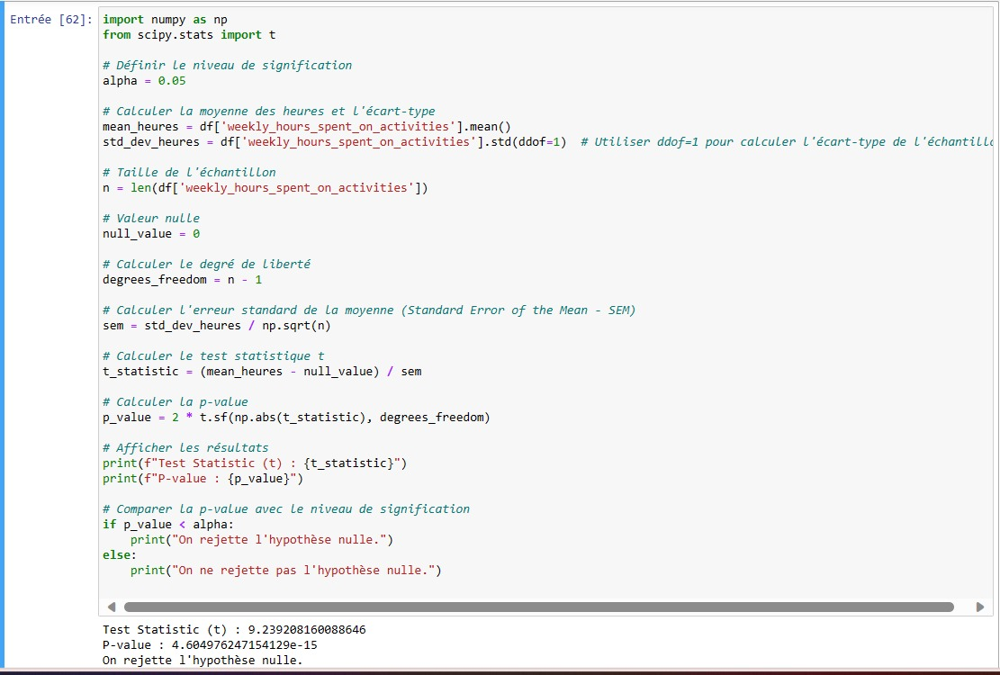 Entrée [62]: import numpy as np
from scipy.stats import t
# Définir le niveau de signification
alpha = 0.05
# Calculer la moyenne des heures et l'écart-type
mean_heures = df['weekly_hours_spent_on_activities'].mean()
std_dev_heures = df['weekly_hours_spent_on_activities'].std(ddof=1)  # Utiliser ddof=1 pour calculer l'écart-type de l'échantill
# Taille de l'échantillon
n = len(df['weekly_hours_spent_on_activities'])
# Valeur nulle
null_value = 0
# Calculer le degré de liberté
degrees_freedom = n - 1
# Calculer l'erreur standard de la moyenne (Standard Error of the Mean - SEM)
sem = std_dev_heures / np.sqrt(n)
# Calculer le test statistique t
t_statistic = (mean_heures - null_value) / sem
# Calculer la p-value
p_value = 2 * t.sf(np.abs(t_statistic), degrees_freedom)
# Afficher les résultats
print(f"Test Statistic (t) : {t_statistic}")
print(f"P-value : {p_value}")
# Comparer la p-value avec le niveau de signification
if p_value < alpha:
    print("On rejette l'hypothèse nulle.")
else:
    print("On ne rejette pas l'hypothèse nulle.")
Test Statistic (t) : 9.239208160088646
P-value : 4.604976247154129e-15
On rejette l'hypothèse nulle.